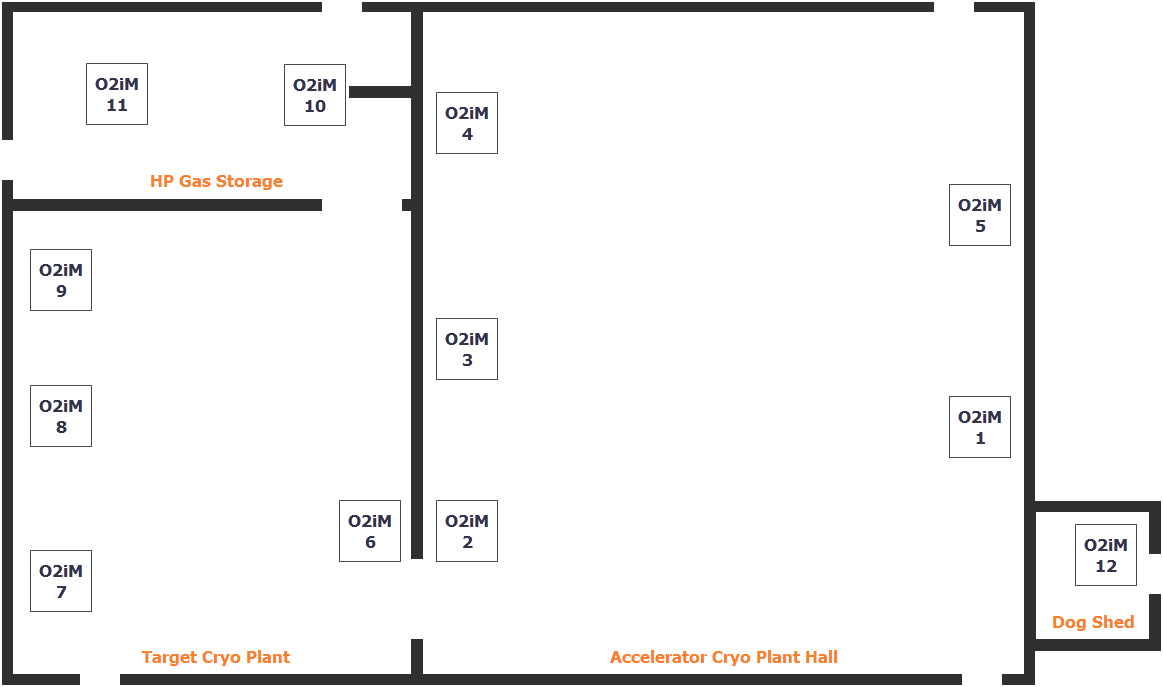 O2iM
11
O2iM
10
O2iM
4
HP Gas Storage
O2iM
5
O2iM
9
O2iM
3
O2iM
8
O2iM
1
O2iM
6
O2iM
2
O2iM
12
O2iM
7
Dog Shed
Target Cryo Plant
Accelerator Cryo Plant Hall